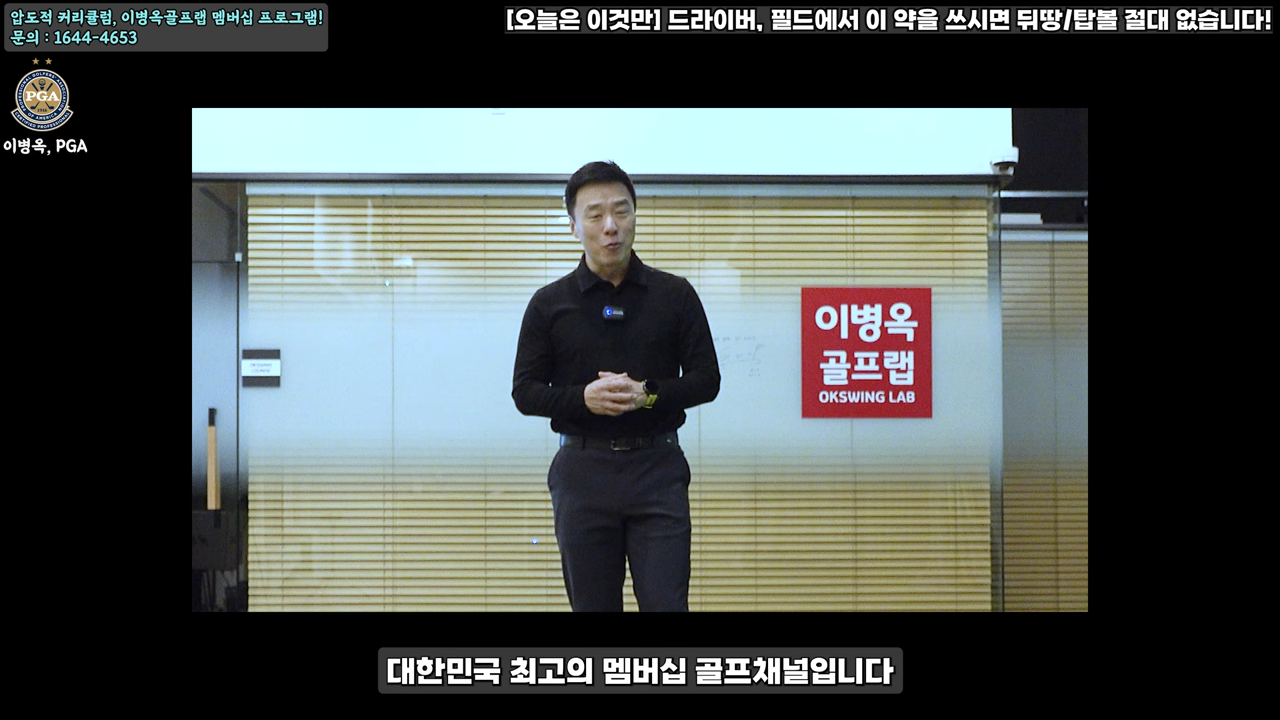 압도적 커리큘럼, 이병옥골프랩 멤버십 프로그램!
문의 : 1644-4653
[오늘은 이것만] 드라이버, 필드에서 이 약을 쓰시면 뒤땅/탑볼 절대 없습니다!
PGA
이병옥, PGA
이병옥
골프랩
OKSWING LAB
대한민국 최고의 멤버십 골프채널입니다